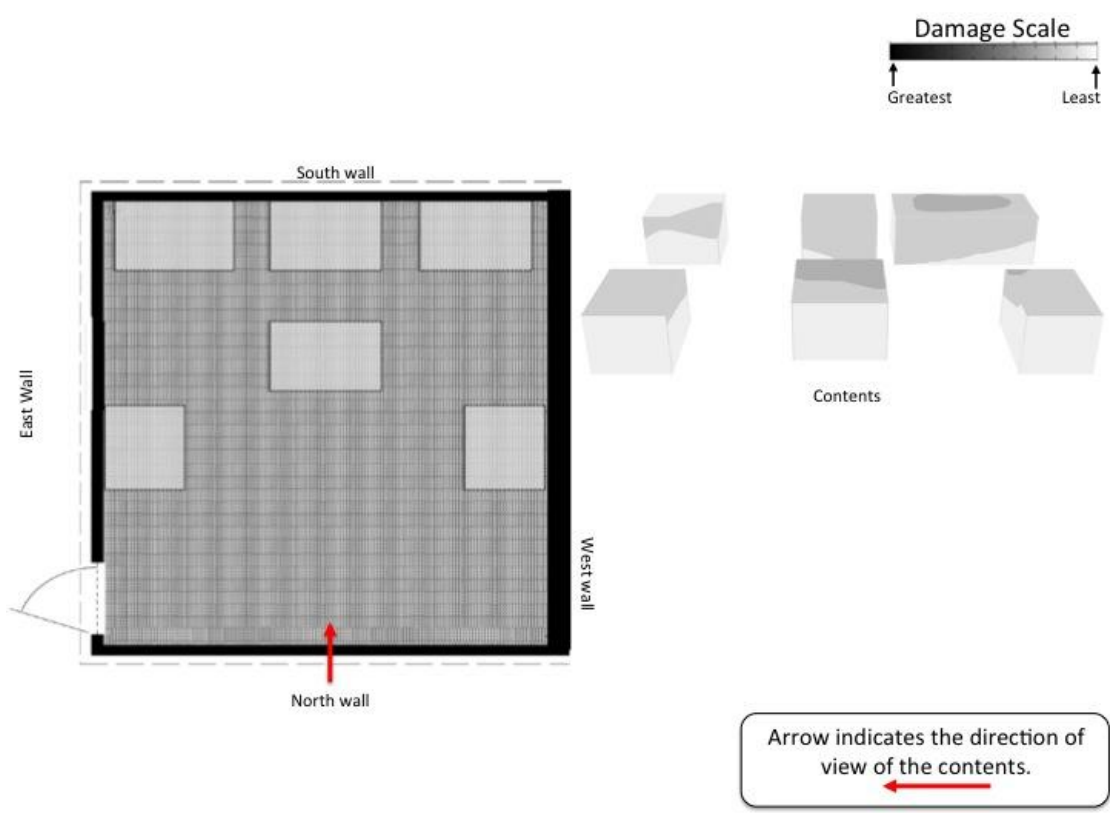 Damage Scale
Greatest
Least
South wall
East Wall
Contents
West wall
North wall
Arrow indicates the direction of
view of the contents.